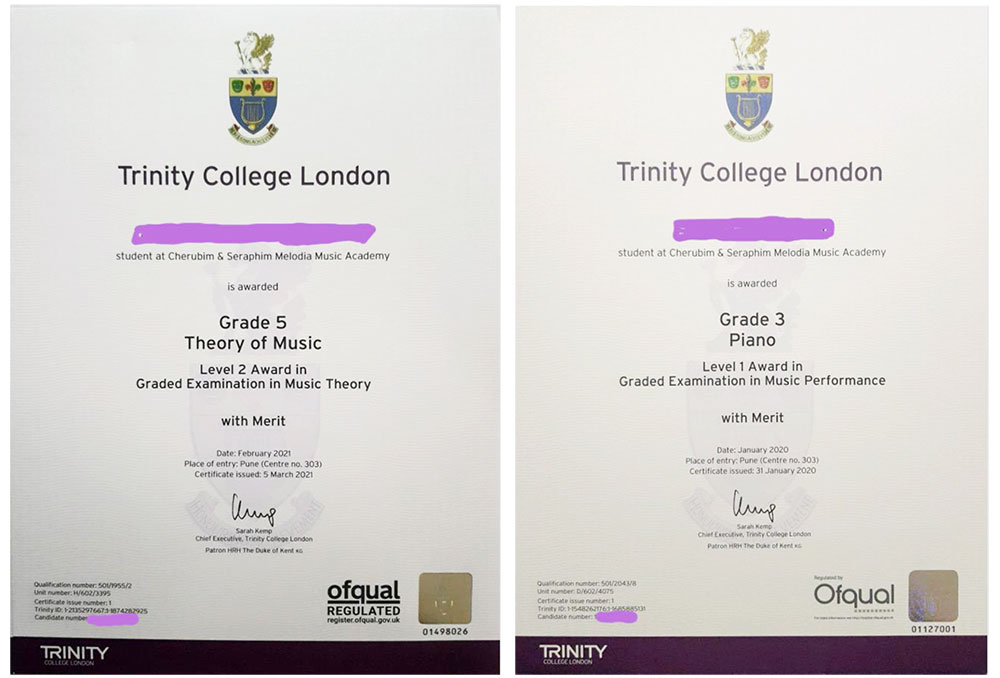 Trinity College London
student at Cherubim & Seraphim Melodia Music Academy
is awarded
Grade 5
Theory of Music
Level 2 Award in
Graded Examination in Music Theory
with Merit
Date: February 2021
Place of entry: Pune (Centre no. 303)
Certificate issued: 5 March 2021
Sarah Kemp
Chief Executive, Trinity College London
Patron HRH The Duke of Kent KG
Qualification number: 501/1955/2
Unit number: H/602/3395
Certificate issue number: 1
Trinity ID: 1-21352976673:1-1874282925
Candidate number:
ofqual
REGULATED
register.ofqual.gov.uk
01498026
TRINITY
COLLEGE LONDON
Trinity College London
student at Cherubim & Seraphim Melodia Music Academy
is awarded
Grade 3
Piano
Level 1 Award in
Graded Examination in Music Performance
with Merit
Date: January 2020
Place of entry: Pune (Centre no. 303)
Certificate issued: 31 January 2020
Sarah Kemp
Chief Executive, Trinity College London
Patron HRH The Duke of Kent KG
Qualification number: 501/2043/8
Unit number: D/602/4075
Certificate issue number: 1
Trinity ID:
Candidate number:
Regulated by
Ofqual
01127001
TRINITY
COLLEGE LONDON